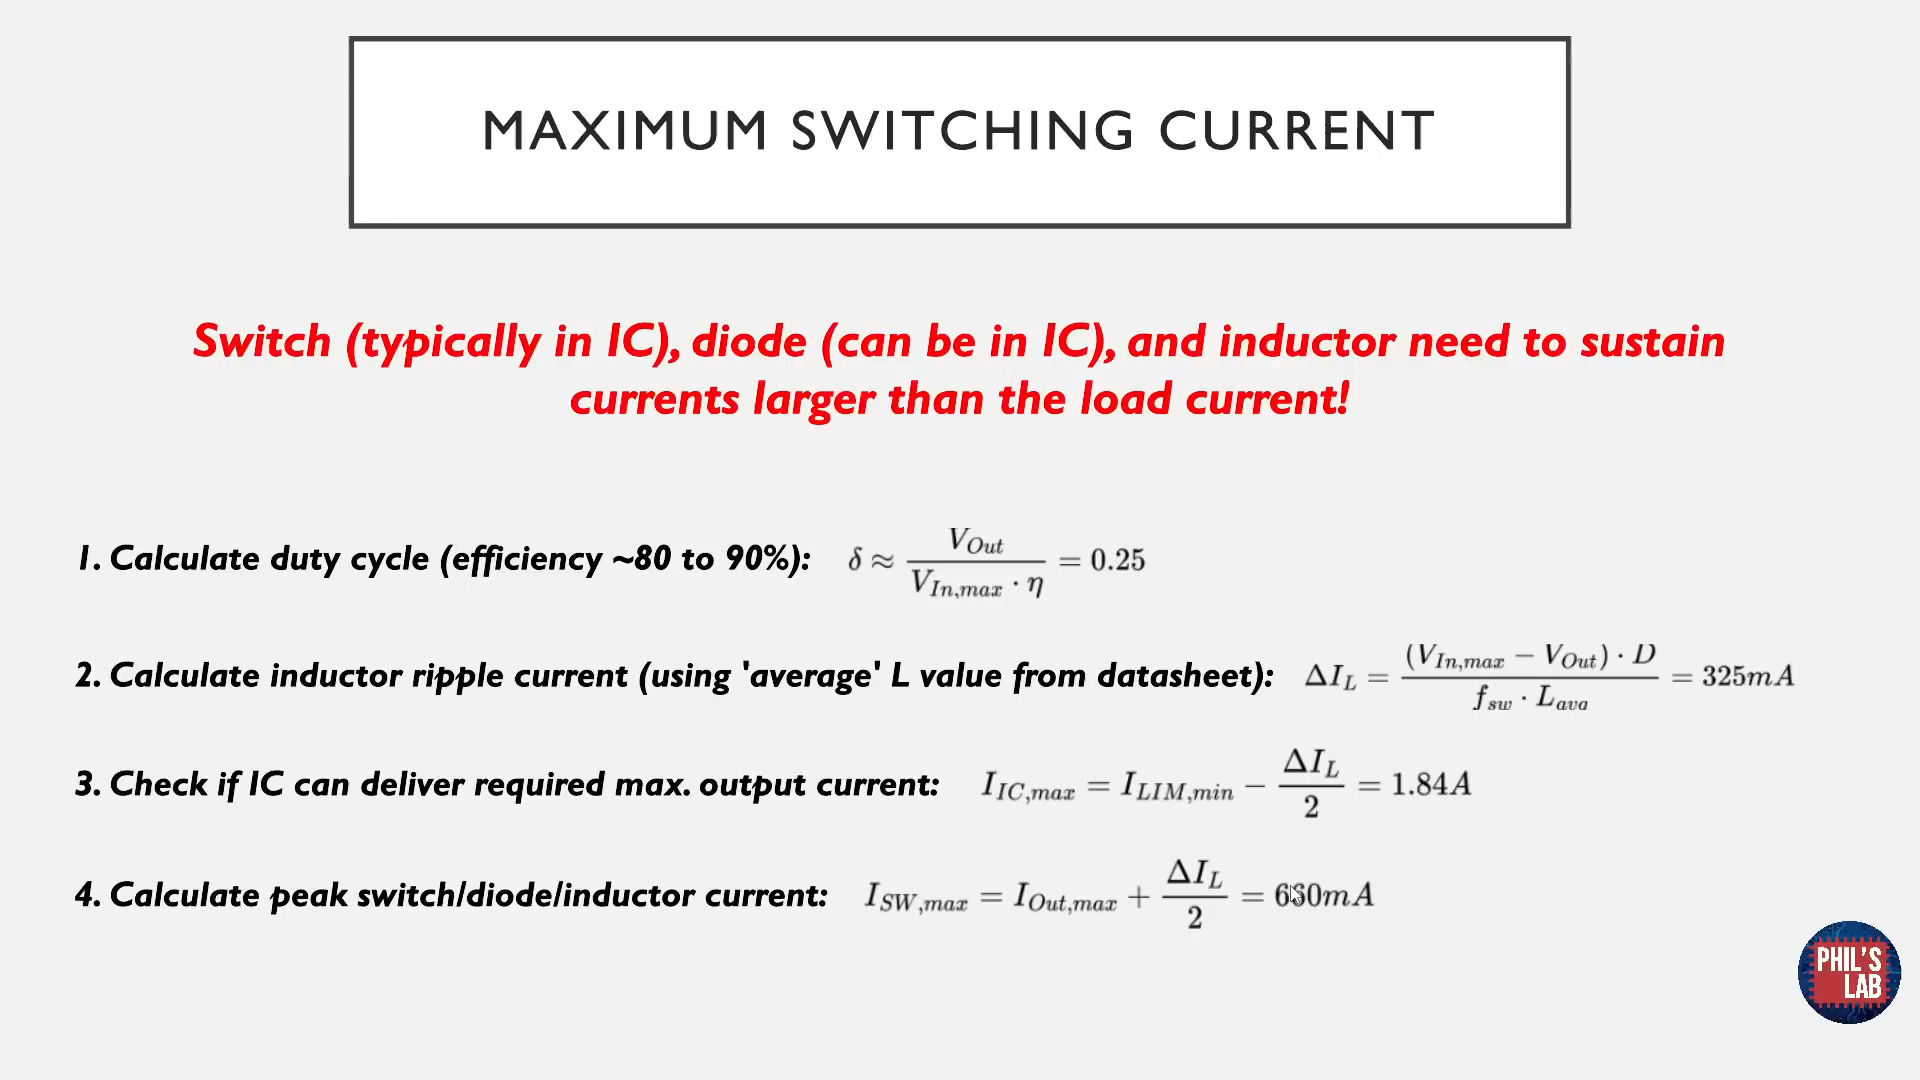 MAXIMUM SWITCHING CURRENT
Switch (typically in IC), diode (can be in IC), and inductor need to sustain
currents larger than the load current!
1. Calculate duty cycle (efficiency ~80 to 90%): δ ≈ V_Out / (V_In,max · η) = 0.25
2. Calculate inductor ripple current (using 'average' L value from datasheet): ΔI_L = (V_In,max − V_Out) · D / (f_sw · L_avg) = 325mA
3. Check if IC can deliver required max. output current: I_IC,max = I_LIM,min − ΔI_L / 2 = 1.84A
4. Calculate peak switch/diode/inductor current: I_SW,max = I_Out,max + ΔI_L / 2 = 660mA
PHIL'S
LAB